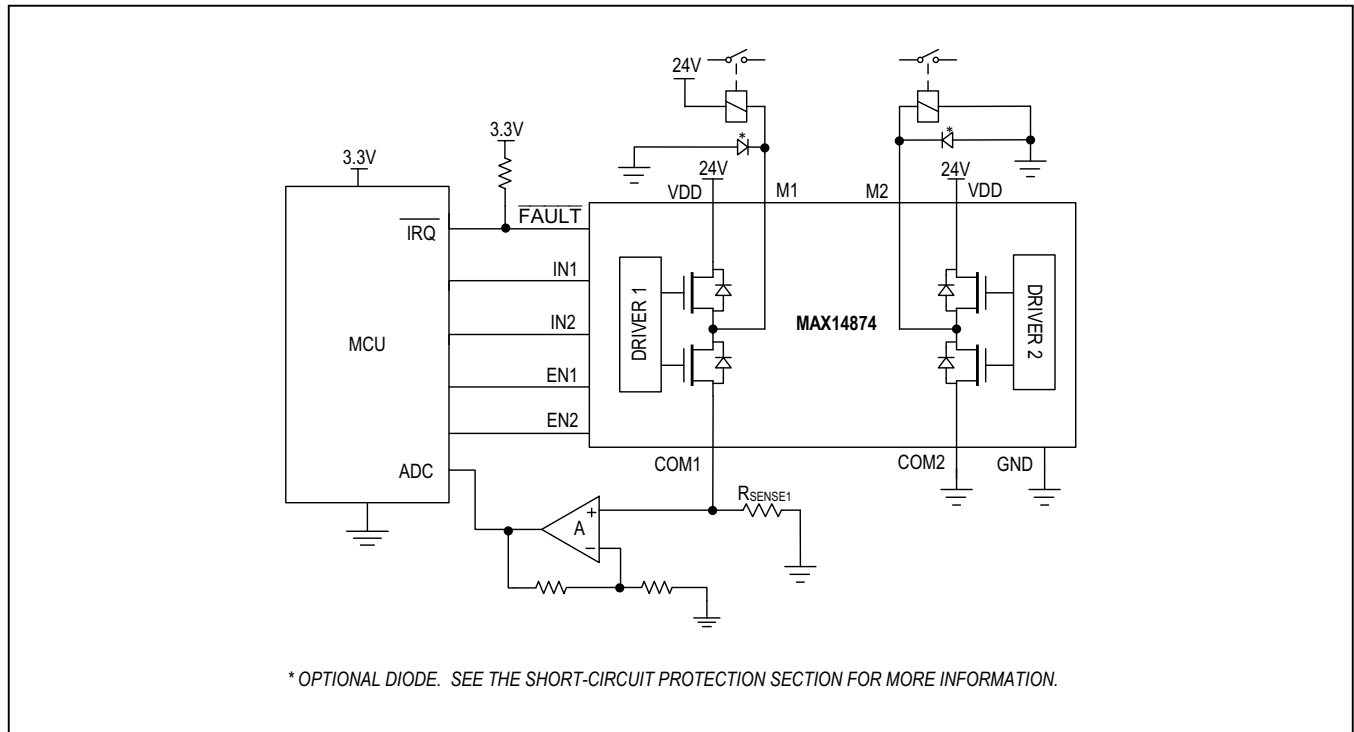 24V
3.3V
*
*
3.3V
24V
24V
VDD
M1
M2
VDD
FAULT
IRQ
IN1
DRIVER 1
DRIVER 2
MAX14874
IN2
MCU
EN1
EN2
COM1
COM2
GND
ADC
RSENSE1
+
A
−
* OPTIONAL DIODE. SEE THE SHORT-CIRCUIT PROTECTION SECTION FOR MORE INFORMATION.